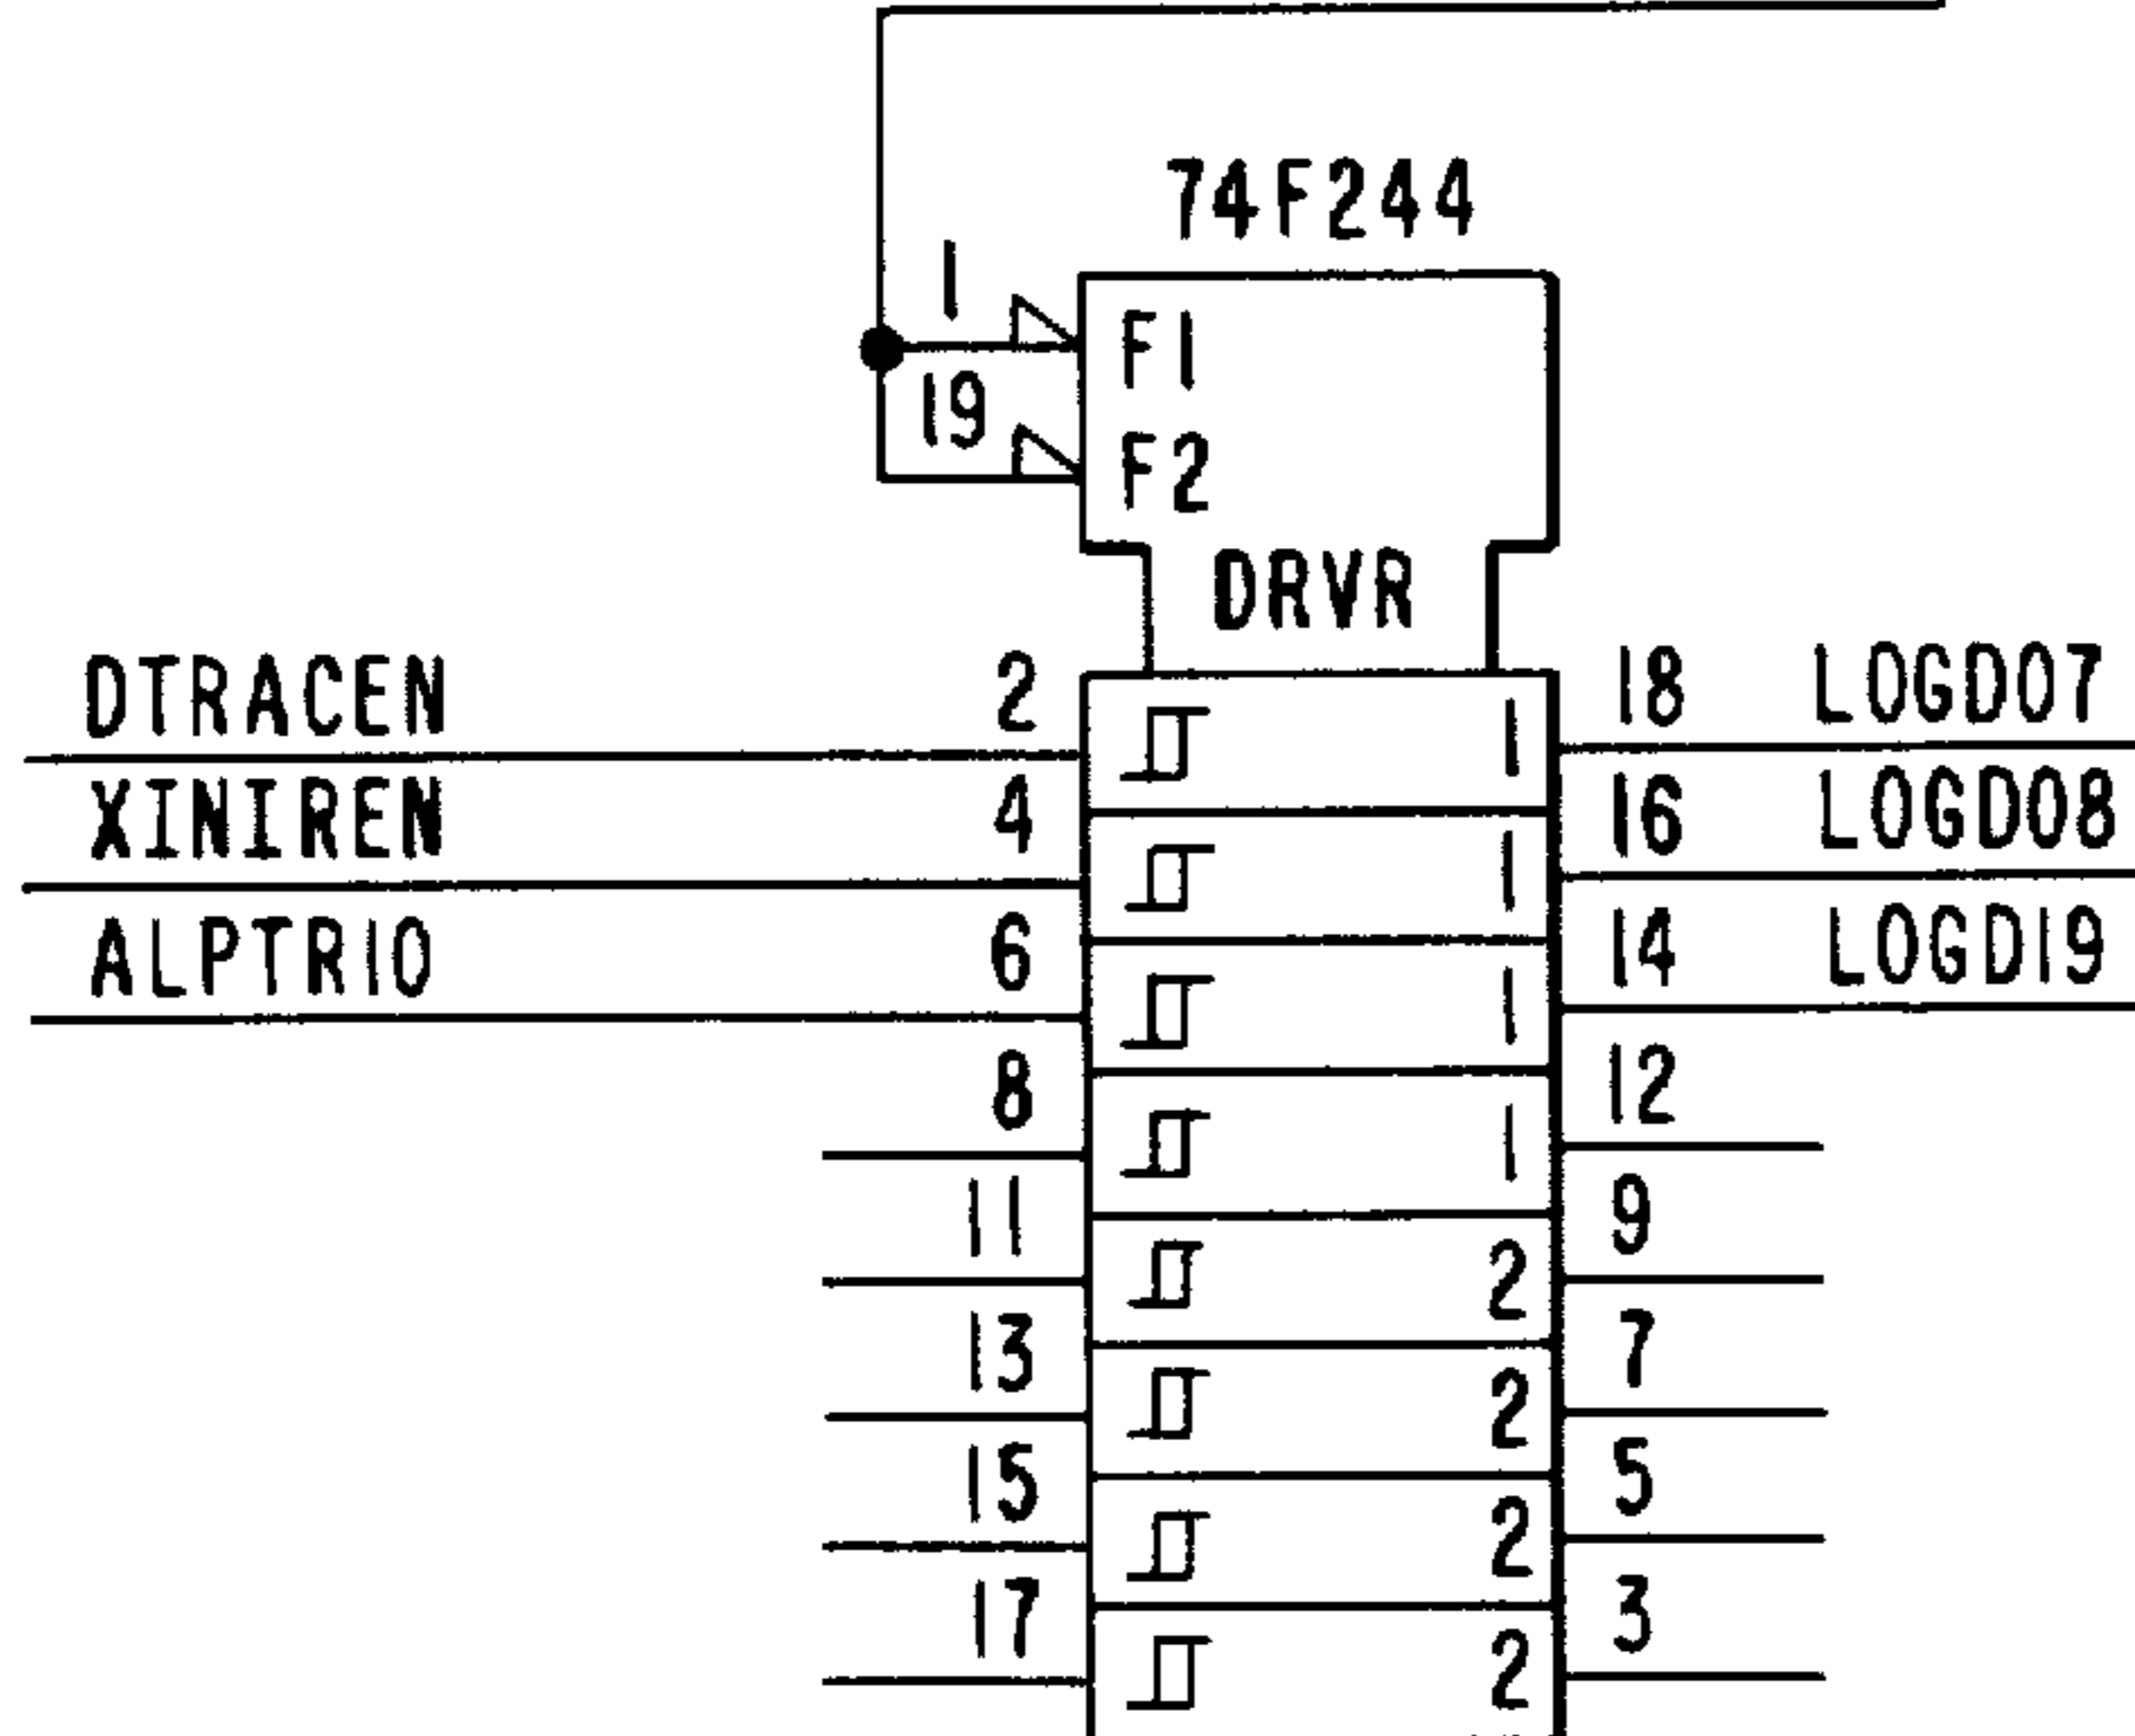 74F244
1
F1
19
F2
DRVR
DTRACEN 2 1 18 LOGD07
XINIREN 4 1 16 LOGD08
ALPTR10 6 1 14 LOGD19
8 1 12
11 2 9
13 2 7
15 2 5
17 2 3